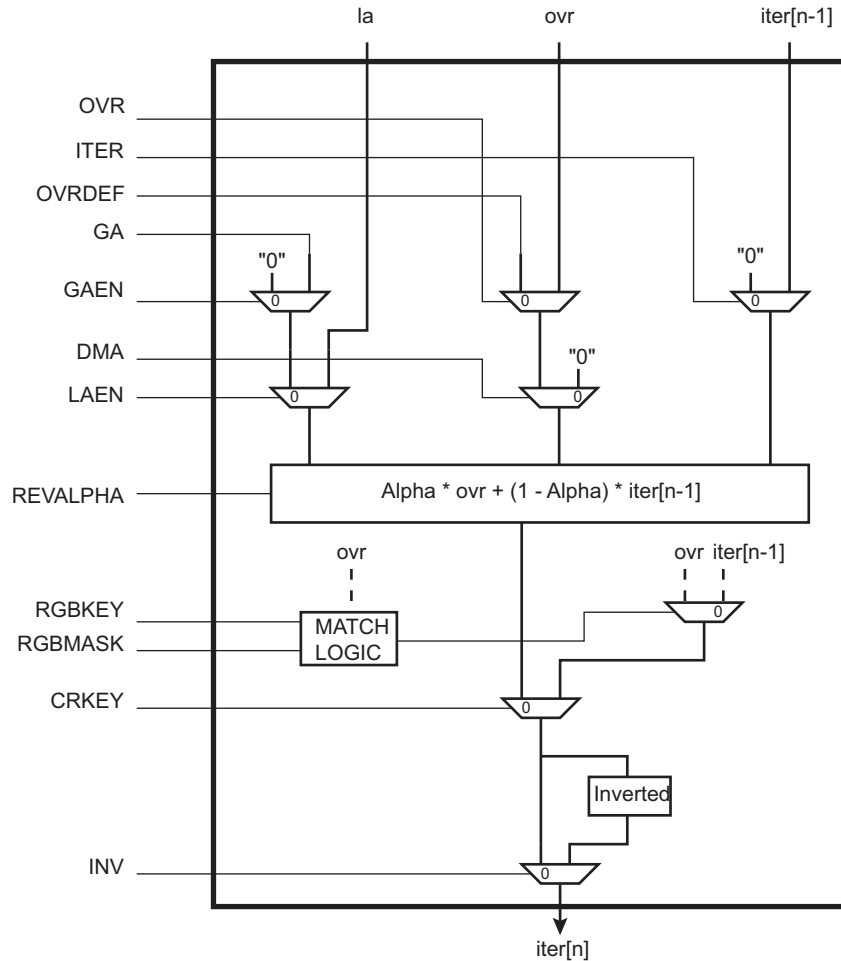 la ovr iter[n-1]
OVR
ITER
OVRDEF
GA
"0" "0"
GAEN 0 0 0
DMA "0"
LAEN 0 0
REVALPHA Alpha * ovr + (1 - Alpha) * iter[n-1]
ovr ovr iter[n-1]
RGBKEY 0
MATCH
RGBMASK LOGIC
CRKEY 0
Inverted
INV 0
iter[n]